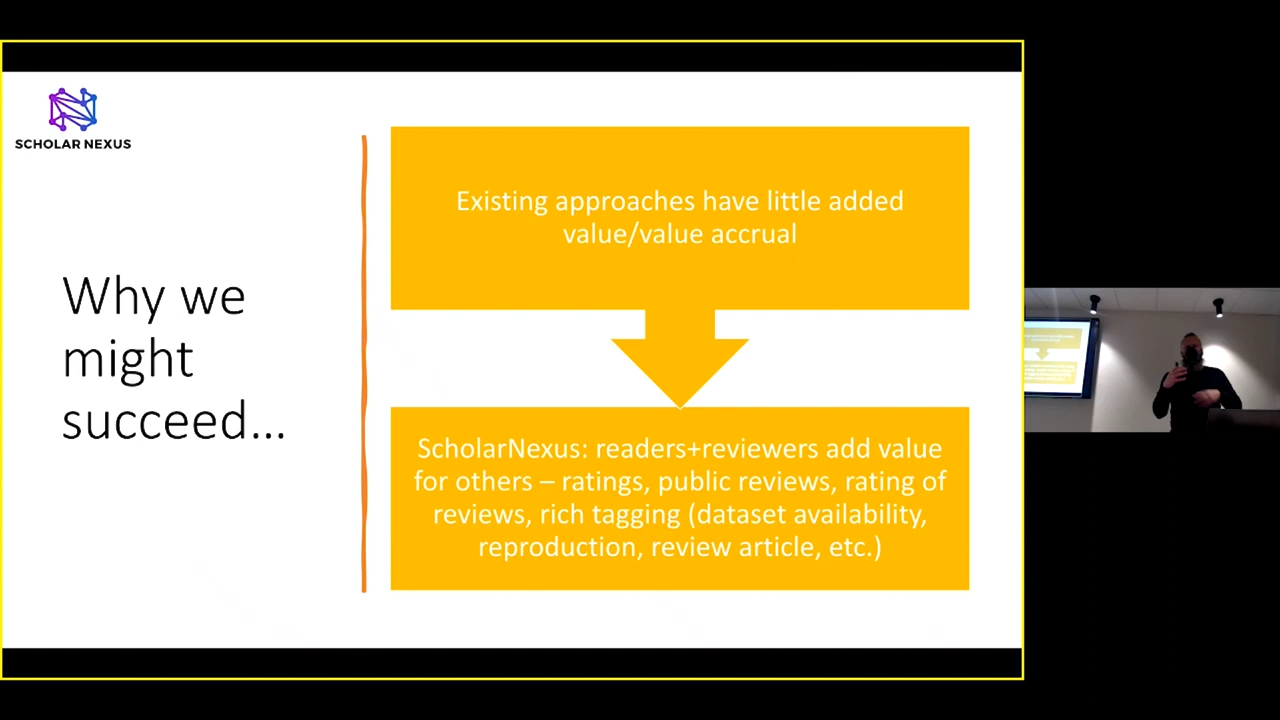 SCHOLAR NEXUS
Why we
might
succeed...
Existing approaches have little added
value/value accrual
ScholarNexus: readers+reviewers add value
for others – ratings, public reviews, rating of
reviews, rich tagging (dataset availability,
reproduction, review article, etc.)